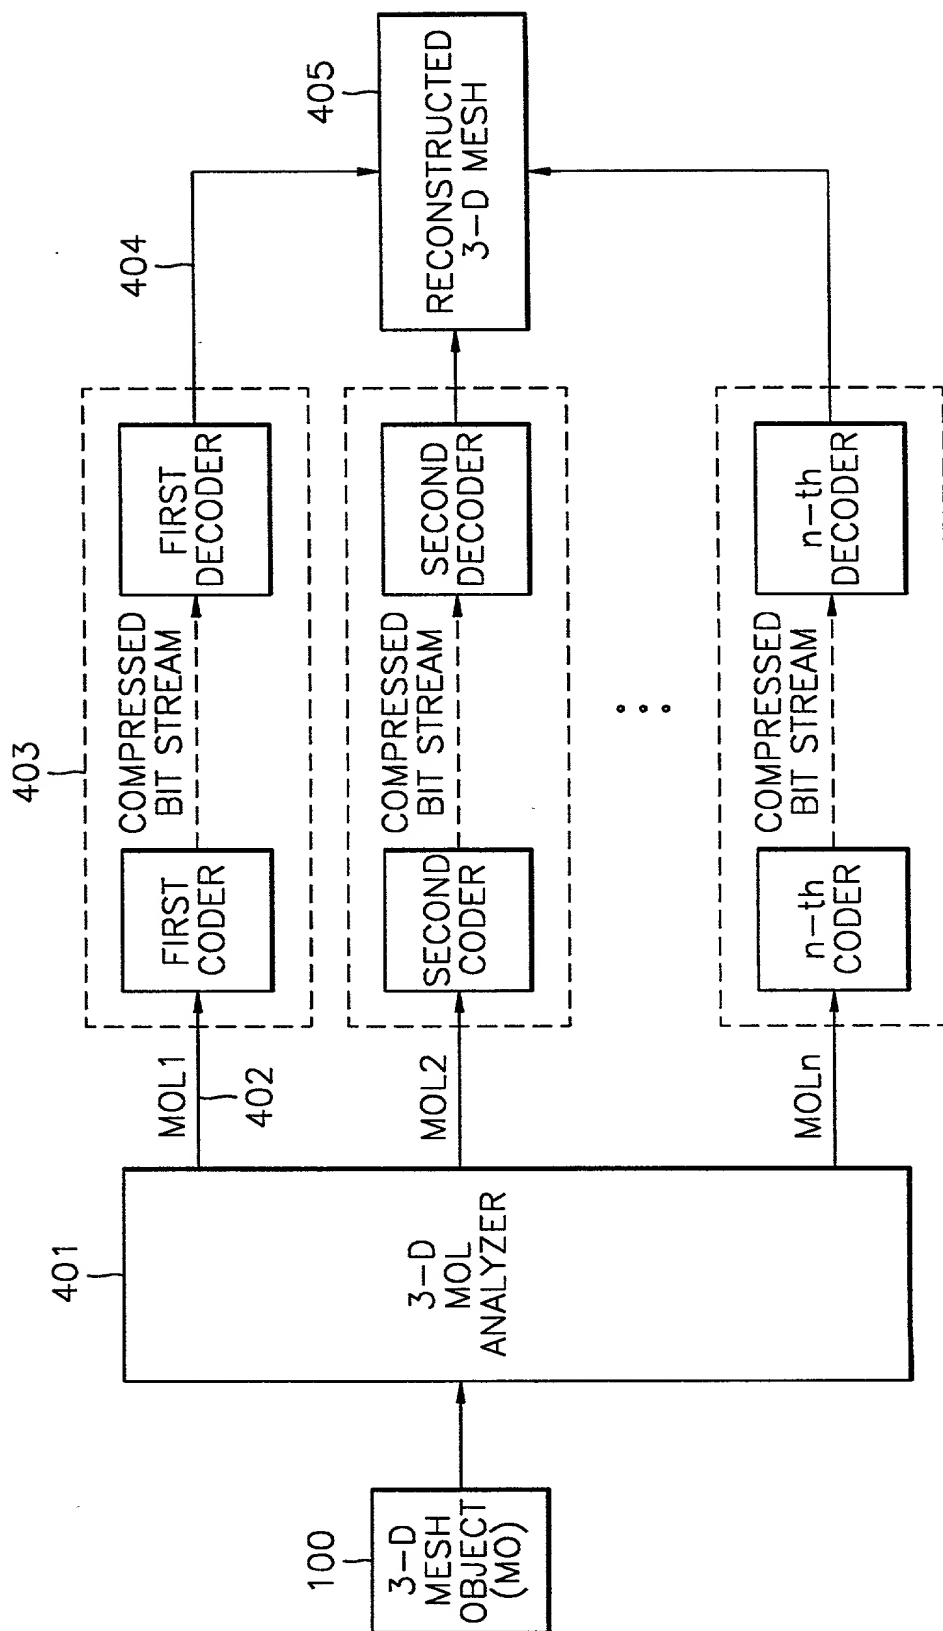 100
3-D
MESH
OBJECT
(MO)
401
3-D
MOL
ANALYZER
MOL1
402
MOL2
MOLn
403
FIRST
CODER
COMPRESSED
BIT STREAM
FIRST
DECODER
SECOND
CODER
COMPRESSED
BIT STREAM
SECOND
DECODER
n-th
CODER
COMPRESSED
BIT STREAM
n-th
DECODER
404
405
RECONSTRUCTED
3-D MESH